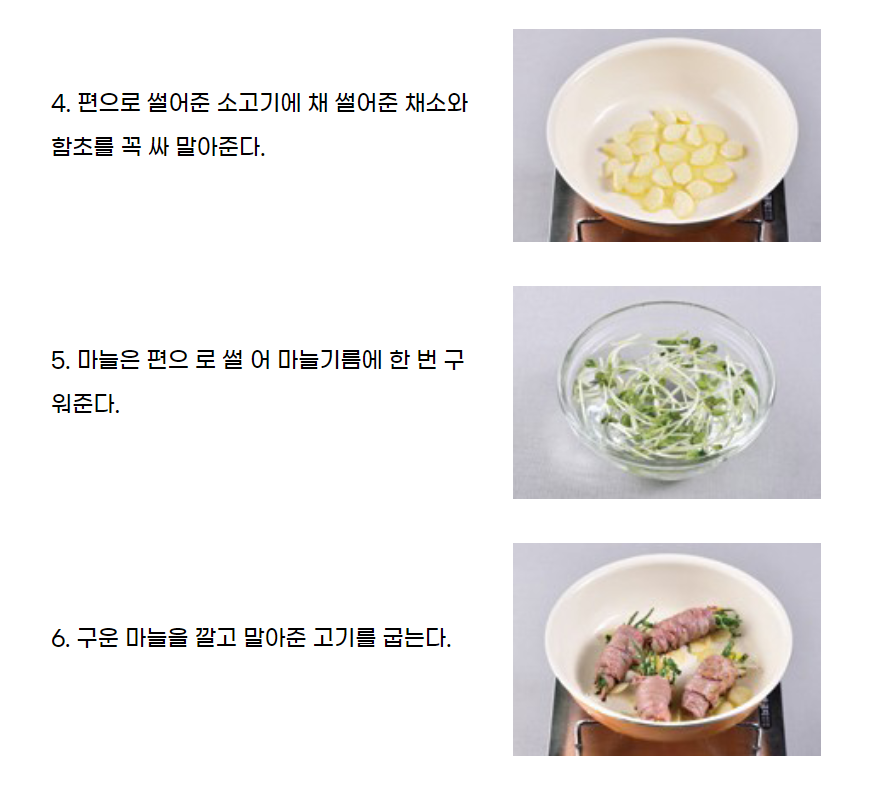 4. 편으로 썰어준 소고기에 채 썰어준 채소와
함초를 꼭 싸 말아준다.
5. 마늘은 편으 로 썰 어 마늘기름에 한 번 구
워준다.
6. 구운 마늘을 깔고 말아준 고기를 굽는다.